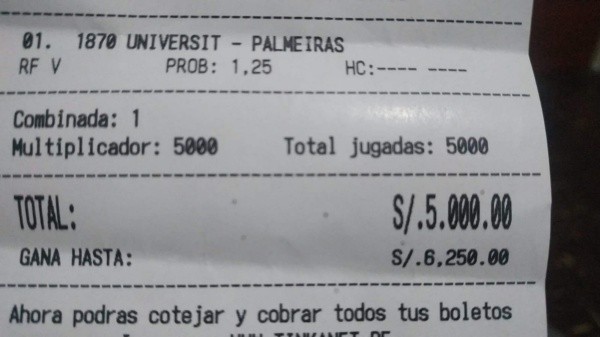 01. 1870 UNIVERSIT - PALMEIRAS
RF V PROB: 1,25 HC:---- ----
Combinada: 1
Multiplicador: 5000 Total jugadas: 5000
TOTAL: S/.5.000.00
GANA HASTA: S/.6,250.00
Ahora podras cotejar y cobrar todos tus boletos